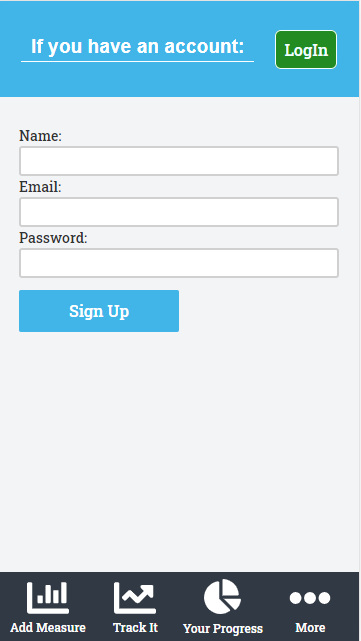 If you have an account:
LogIn
Name:
Email:
Password:
Sign Up
Add Measure
Track It
Your Progress
More